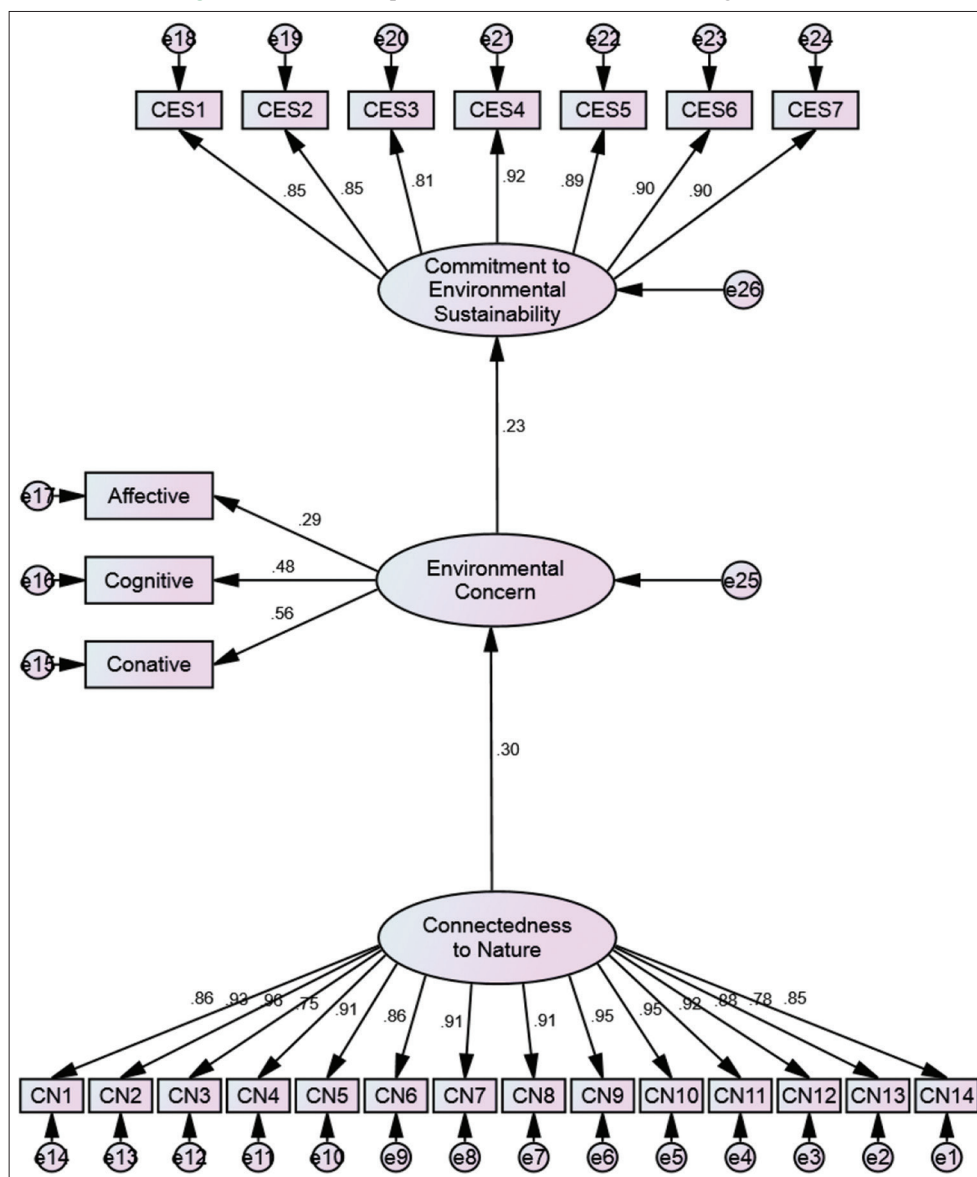 e18 e19 e20 e21 e22 e23 e24
CES1 CES2 CES3 CES4 CES5 CES6 CES7
.85 .85 .81 .92 .89 .90 .90
Commitment to
Environmental
Sustainability
e26
.23
e17 Affective
.29
e16 Cognitive
.48
e15 Conative
.56
Environmental
Concern
e25
.30
Connectedness
to Nature
.86 .93 .96 .75 .91 .86 .91 .91 .95 .95 .92 .88 .78 .85
CN1 CN2 CN3 CN4 CN5 CN6 CN7 CN8 CN9 CN10 CN11 CN12 CN13 CN14
e14 e13 e12 e11 e10 e9 e8 e7 e6 e5 e4 e3 e2 e1